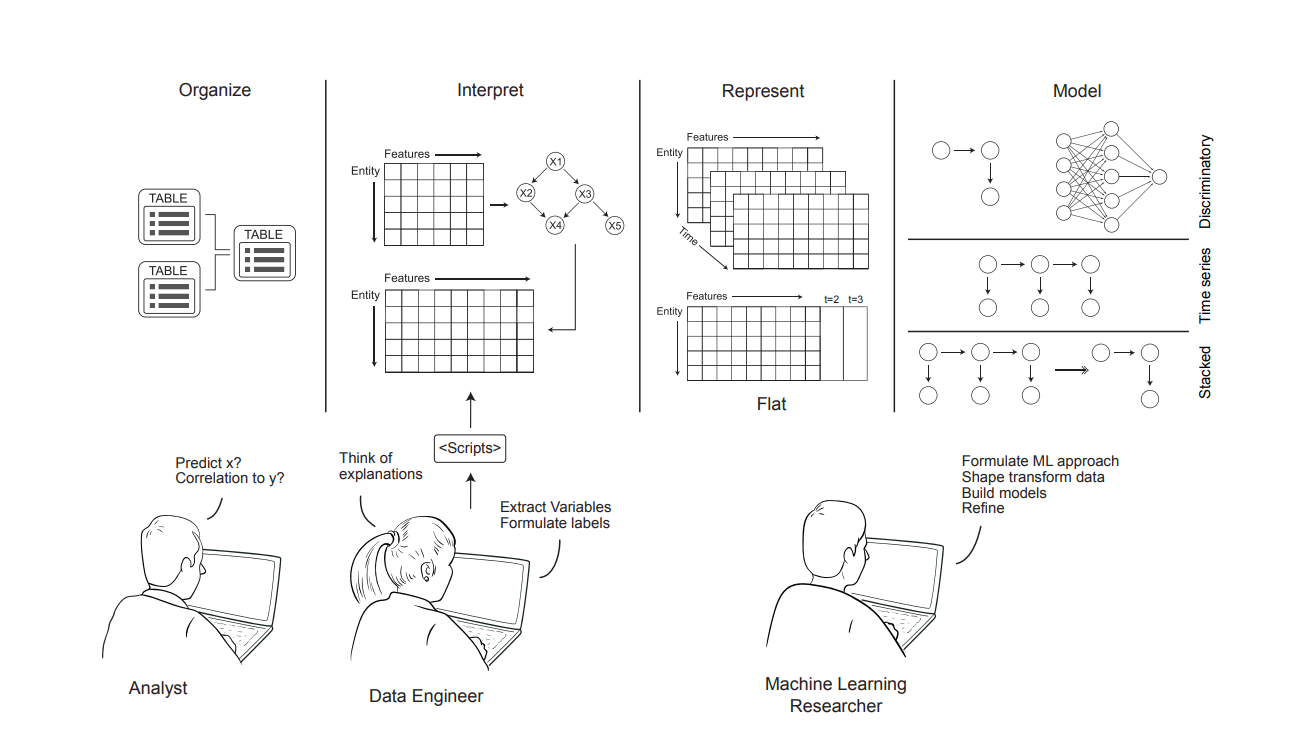 Organize
Interpret
Represent
Model
TABLE
TABLE
TABLE
Features
Entity
X1
X2
X3
X4
X5
Features
Entity
Features
Entity
Time
Features
t=2
t=3
Entity
Flat
Discriminatory
Time series
Stacked
<Scripts>
Predict x?
Correlation to y?
Think of
explanations
Extract Variables
Formulate labels
Formulate ML approach
Shape transform data
Build models
Refine
Analyst
Data Engineer
Machine Learning
Researcher